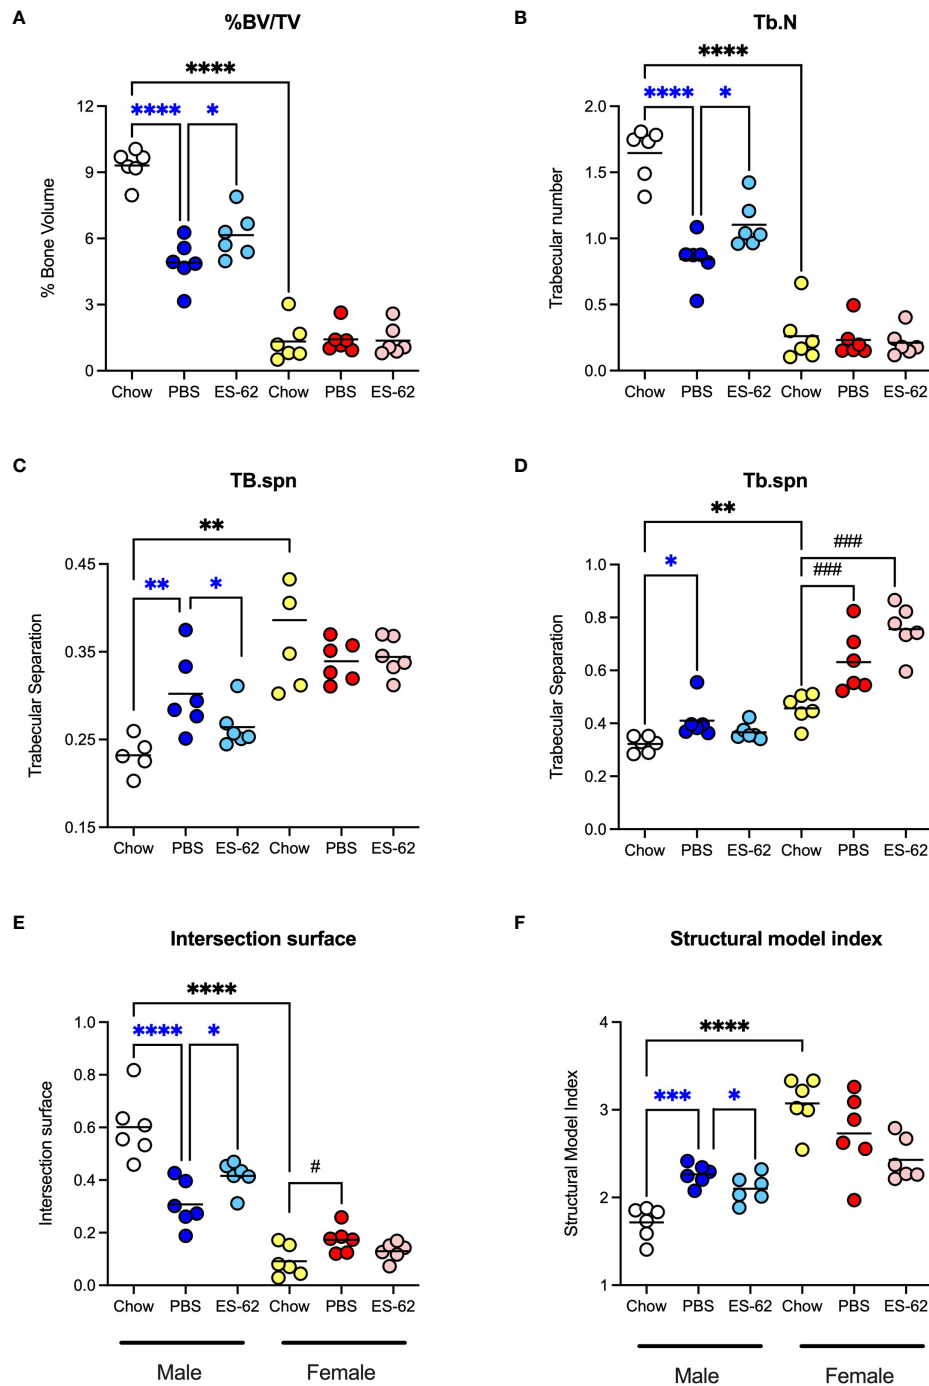 A
%BV/TV
****
**** *
12
9
6
3
0
% Bone Volume
Chow PBS ES-62 Chow PBS ES-62
B
Tb.N
****
**** *
2.0
1.5
1.0
0.5
0.0
Trabecular number
Chow PBS ES-62 Chow PBS ES-62
C
TB.spn
**
** *
0.45
0.35
0.25
0.15
Trabecular Separation
Chow PBS ES-62 Chow PBS ES-62
D
Tb.spn
**
###
* ###
1.0
0.8
0.6
0.4
0.2
0.0
Trabecular Separation
Chow PBS ES-62 Chow PBS ES-62
E
Intersection surface
****
**** *
#
1.0
0.8
0.6
0.4
0.2
0.0
Intersection surface
Chow PBS ES-62 Chow PBS ES-62
Male Female
F
Structural model index
****
*** *
4
3
2
1
Structural Model Index
Chow PBS ES-62 Chow PBS ES-62
Male Female